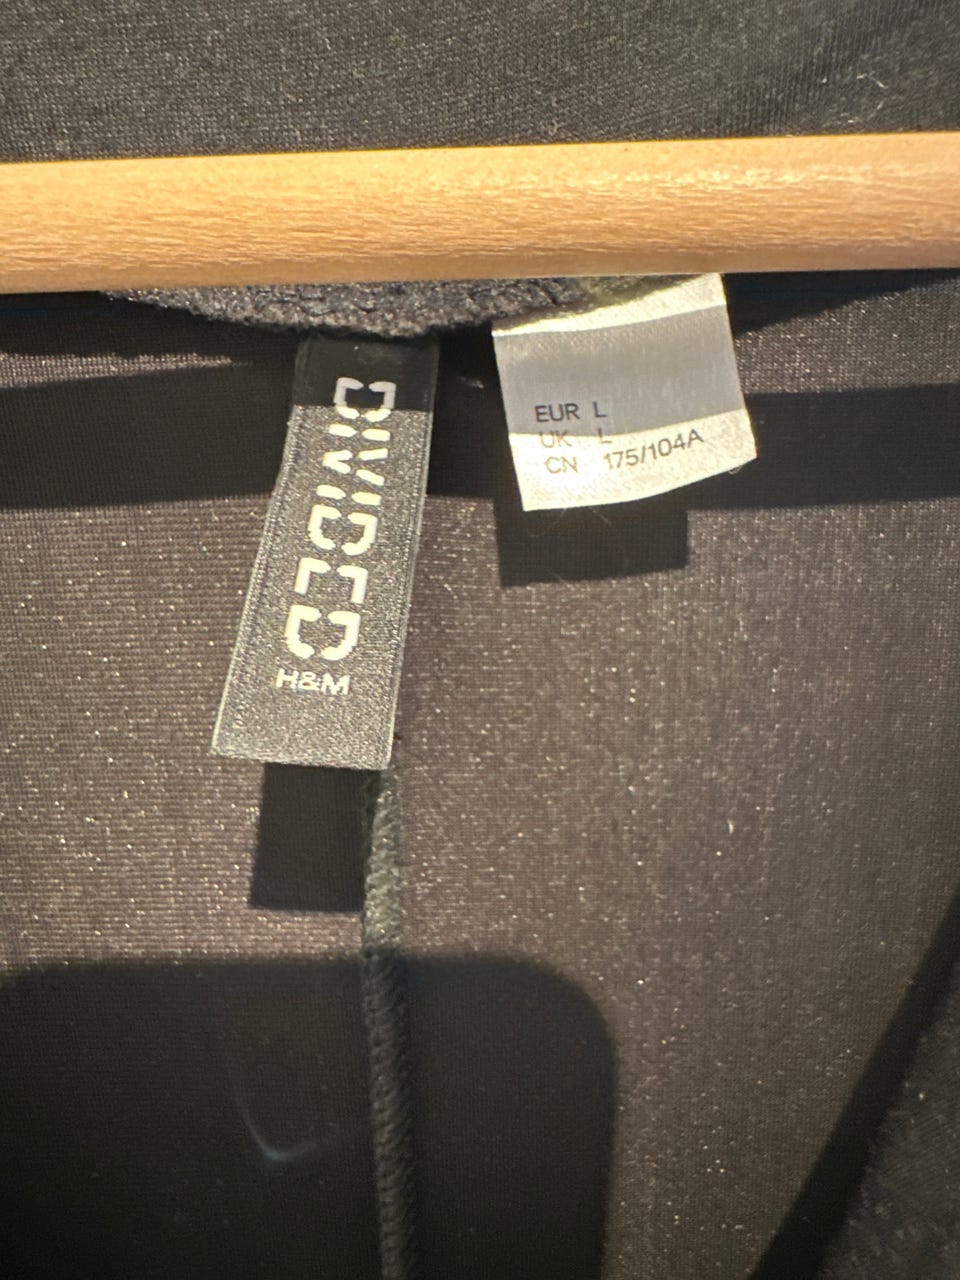 DIVIDED
H&M
EUR L
UK L
CN 175/104A